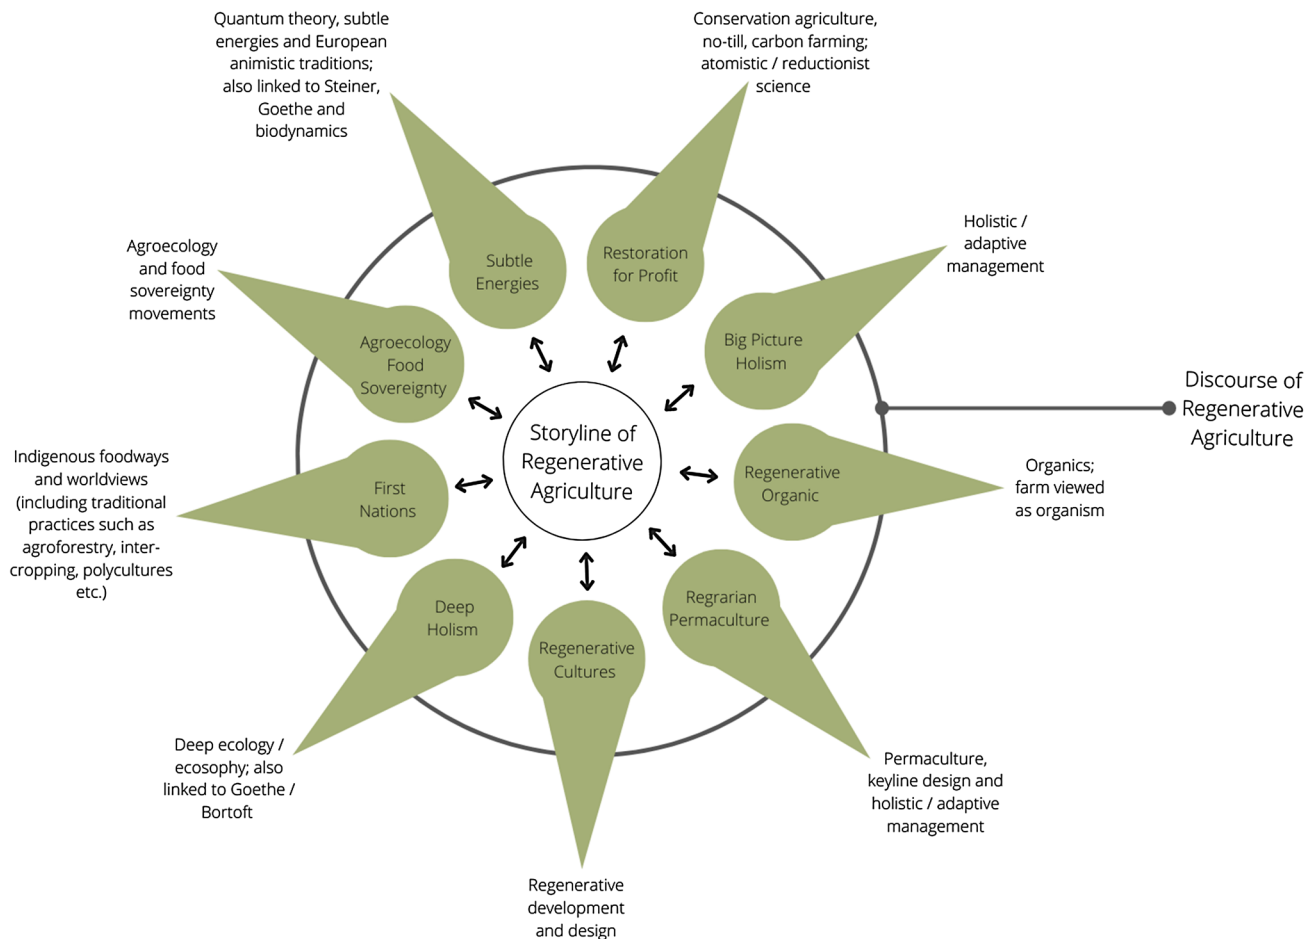 Quantum theory, subtle
energies and European
animistic traditions;
also linked to Steiner,
Goethe and
biodynamics
Conservation agriculture,
no-till, carbon farming;
atomistic / reductionist
science
Subtle
Energies
Restoration
for Profit
Holistic /
adaptive
management
Agroecology
and food
sovereignty
movements
Agroecology
Food
Sovereignty
Big Picture
Holism
Discourse of
Regenerative
Agriculture
Storyline of
Regenerative
Agriculture
Indigenous foodways
and worldviews
(including traditional
practices such as
agroforestry, inter-
cropping, polycultures
etc.)
First
Nations
Regenerative
Organic
Organics;
farm viewed
as organism
Deep
Holism
Regenerative
Cultures
Regrarian
Permaculture
Deep ecology /
ecosophy; also
linked to Goethe /
Bortoft
Permaculture,
keyline design and
holistic / adaptive
management
Regenerative
development
and design